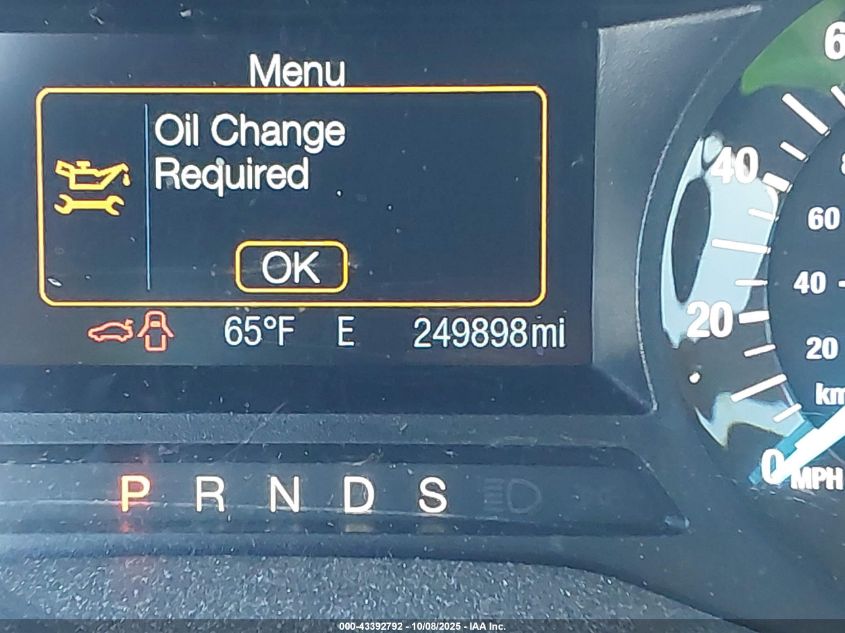 Menu
Oil Change
Required
OK
65°F E 249898mi
P R N D S
40
20
0 MPH
60
40
20
000-43392792 - 10/08/2025 - IAA Inc.